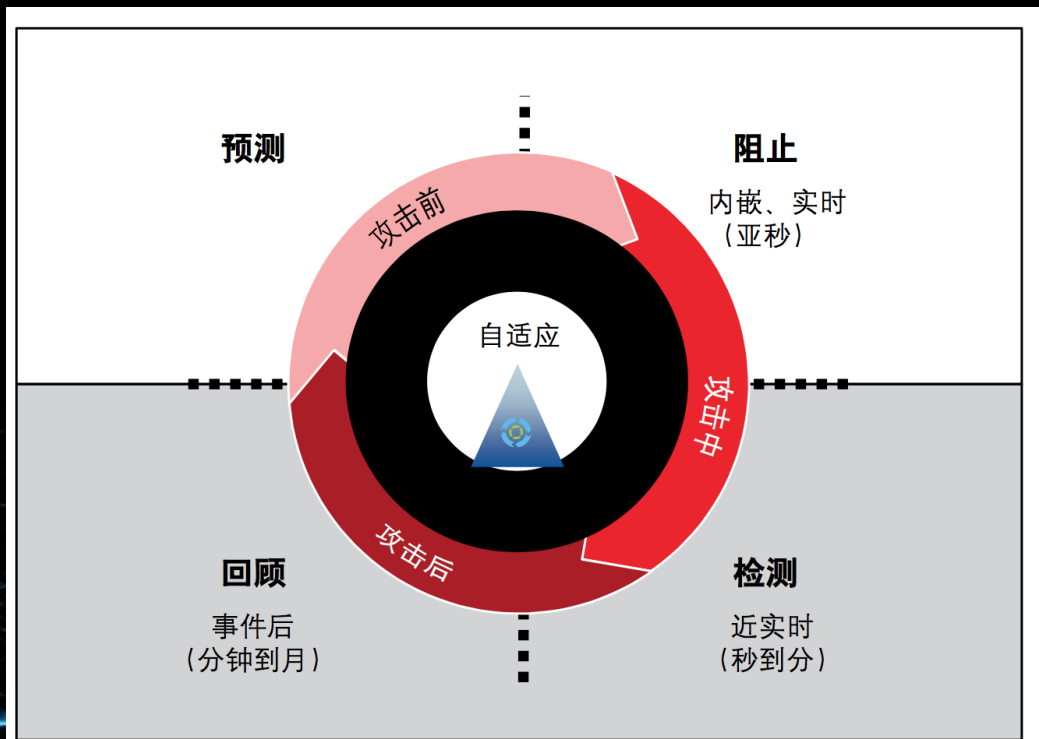 预测
阻止
内嵌、实时
（亚秒）
攻击前
自适应
攻击中
攻击后
回顾
事件后
（分钟到月）
检测
近实时
（秒到分）